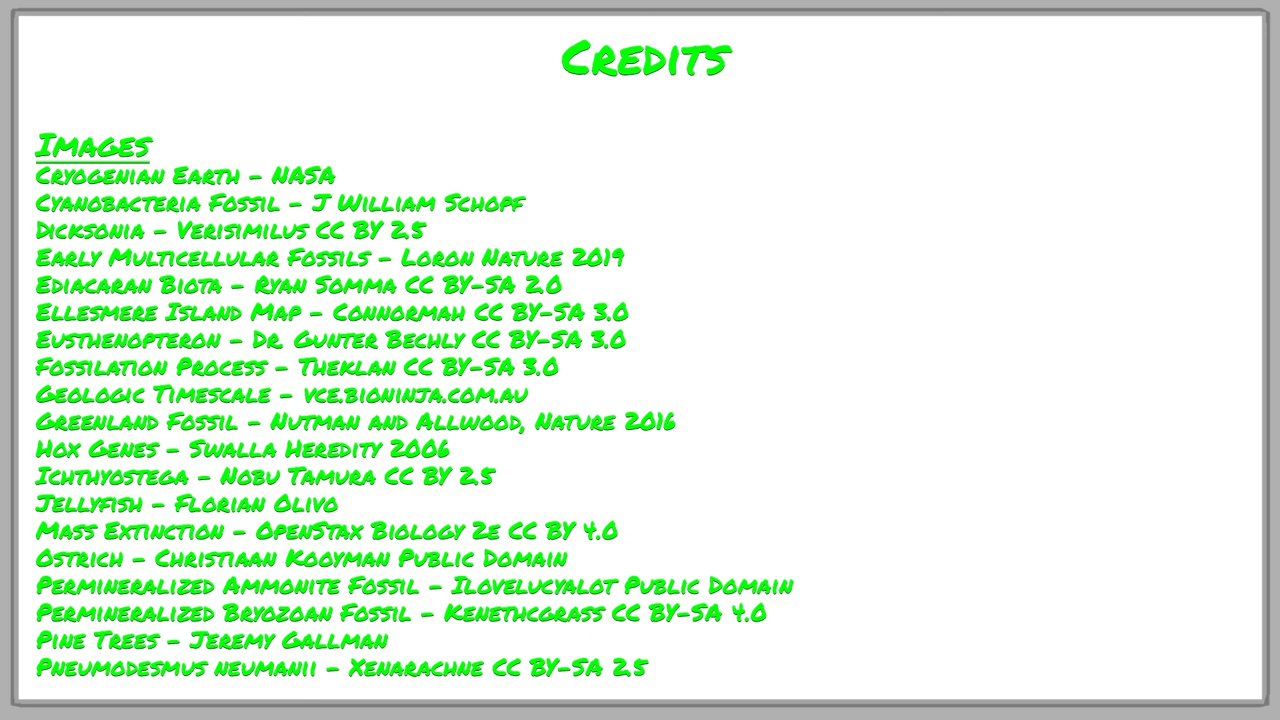 Credits
Images
Cryogenian Earth - NASA
Cyanobacteria Fossil - J William Schopf
Dicksonia - Verisimilus CC BY 2.5
Early Multicellular Fossils - Loron Nature 2019
Ediacaran Biota - Ryan Somma CC BY-SA 2.0
Ellesmere Island Map - Connormah CC BY-SA 3.0
Eusthenopteron - Dr. Gunter Bechly CC BY-SA 3.0
Fossilation Process - Theklan CC BY-SA 3.0
Geologic Timescale - vce.bioninja.com.au
Greenland Fossil - Nutman and Allwood, Nature 2016
Hox Genes - Swalla Heredity 2006
Ichthyostega - Nobu Tamura CC BY 2.5
Jellyfish - Florian Olivo
Mass Extinction - OpenStax Biology 2e CC BY 4.0
Ostrich - Christiaan Kooyman Public Domain
Permineralized Ammonite Fossil - Ilovelucyalot Public Domain
Permineralized Bryozoan Fossil - Kenethcgrass CC BY-SA 4.0
Pine Trees - Jeremy Gallman
Pneumodesmus neumanii - Xenarachne CC BY-SA 2.5